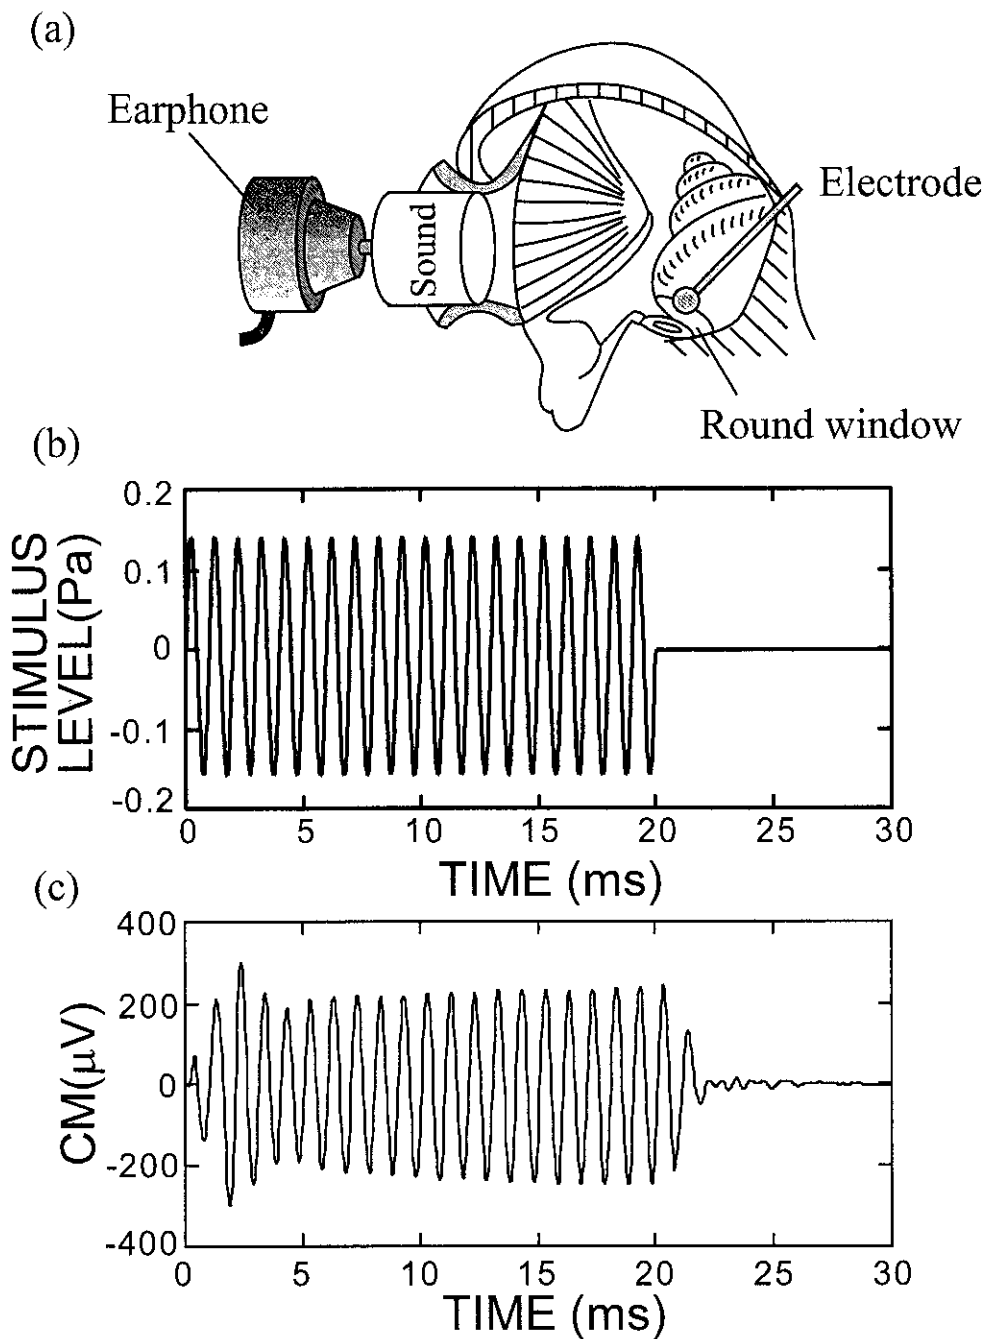 (a)
Earphone
Sound
Electrode
Round window
(b)
STIMULUS
LEVEL(Pa)
0.2
0.1
0
-0.1
-0.2
0 5 10 15 20 25 30
TIME (ms)
(c)
CM(μV)
400
200
0
-200
-400
0 5 10 15 20 25 30
TIME (ms)